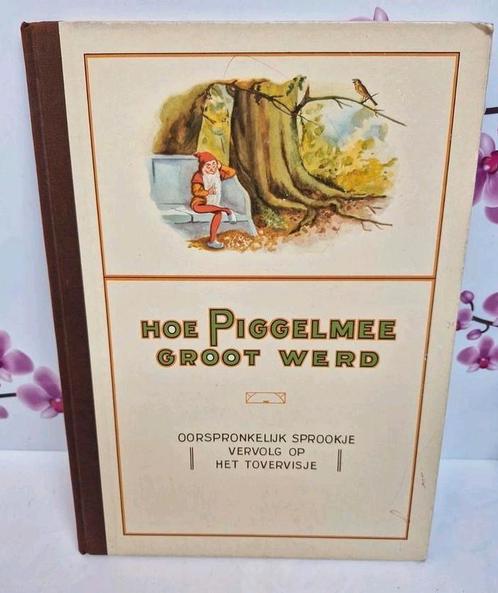 HOE PIGGELMEE
GROOT WERD
OORSPRONKELIJK SPROOKJE
VERVOLG OP
HET TOVERVISJE